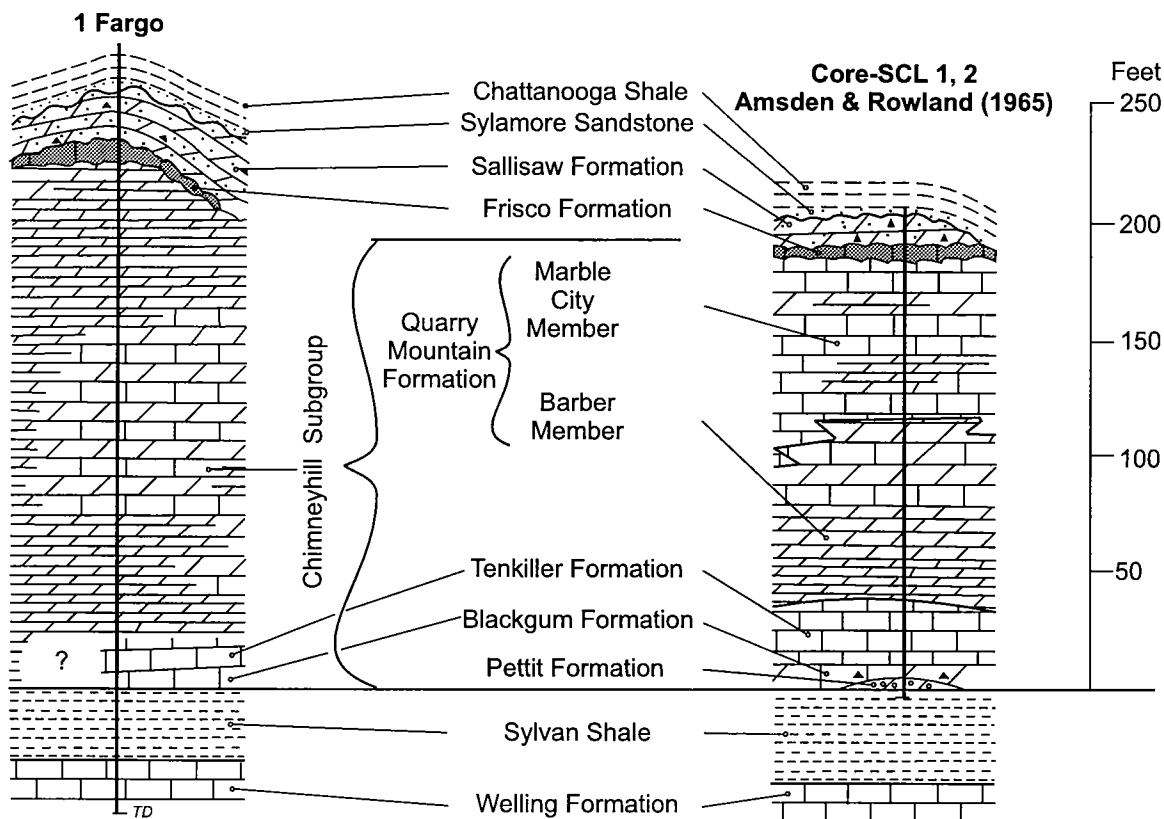 1 Fargo
Core-SCL 1, 2
Amsden & Rowland (1965)
Feet
250
200
150
100
50
Chattanooga Shale
Sylamore Sandstone
Sallisaw Formation
Frisco Formation
Chimneyhill Subgroup
Quarry
Mountain
Formation
Marble
City
Member
Barber
Member
Tenkiller Formation
Blackgum Formation
Pettit Formation
?
Sylvan Shale
Welling Formation
TD